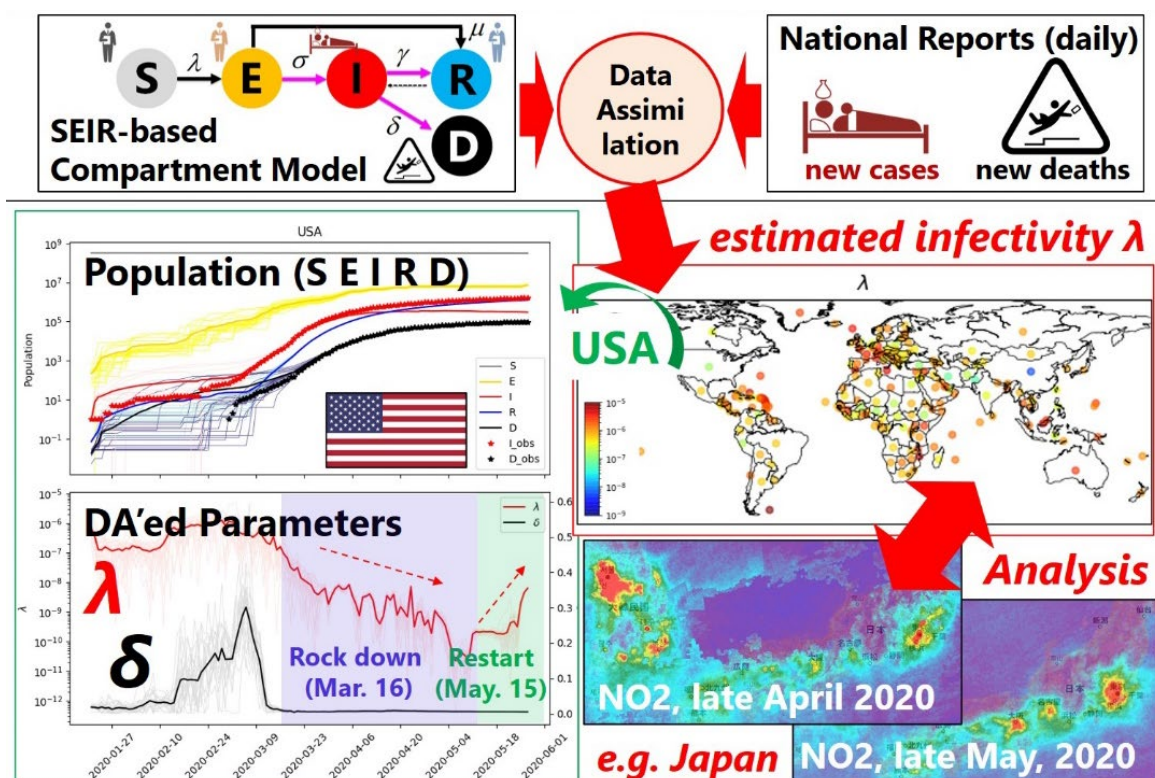 λ
σ
γ
μ
δ
S
E
I
R
D
SEIR-based
Compartment Model
Data
Assimi
lation
National Reports (daily)
new cases
new deaths
USA
Population (S E I R D)
Population
10^9
10^7
10^5
10^3
10^1
10^-1
S
E
I
R
D
I_obs
D_obs
estimated infectivity λ
λ
USA
10^-5
10^-6
10^-7
10^-8
10^-9
DA'ed Parameters
λ
δ
λ
10^-5
10^-6
10^-7
10^-8
10^-9
10^-10
10^-11
10^-12
λ
δ
0.6
0.5
0.4
0.3
0.2
0.1
0.0
Rock down
(Mar. 16)
Restart
(May. 15)
2020-01-27
2020-02-10
2020-02-24
2020-03-09
2020-03-23
2020-04-06
2020-04-20
2020-05-04
2020-05-18
2020-06-01
Analysis
日本
NO2, late April 2020
日本
e.g. Japan
NO2, late May, 2020